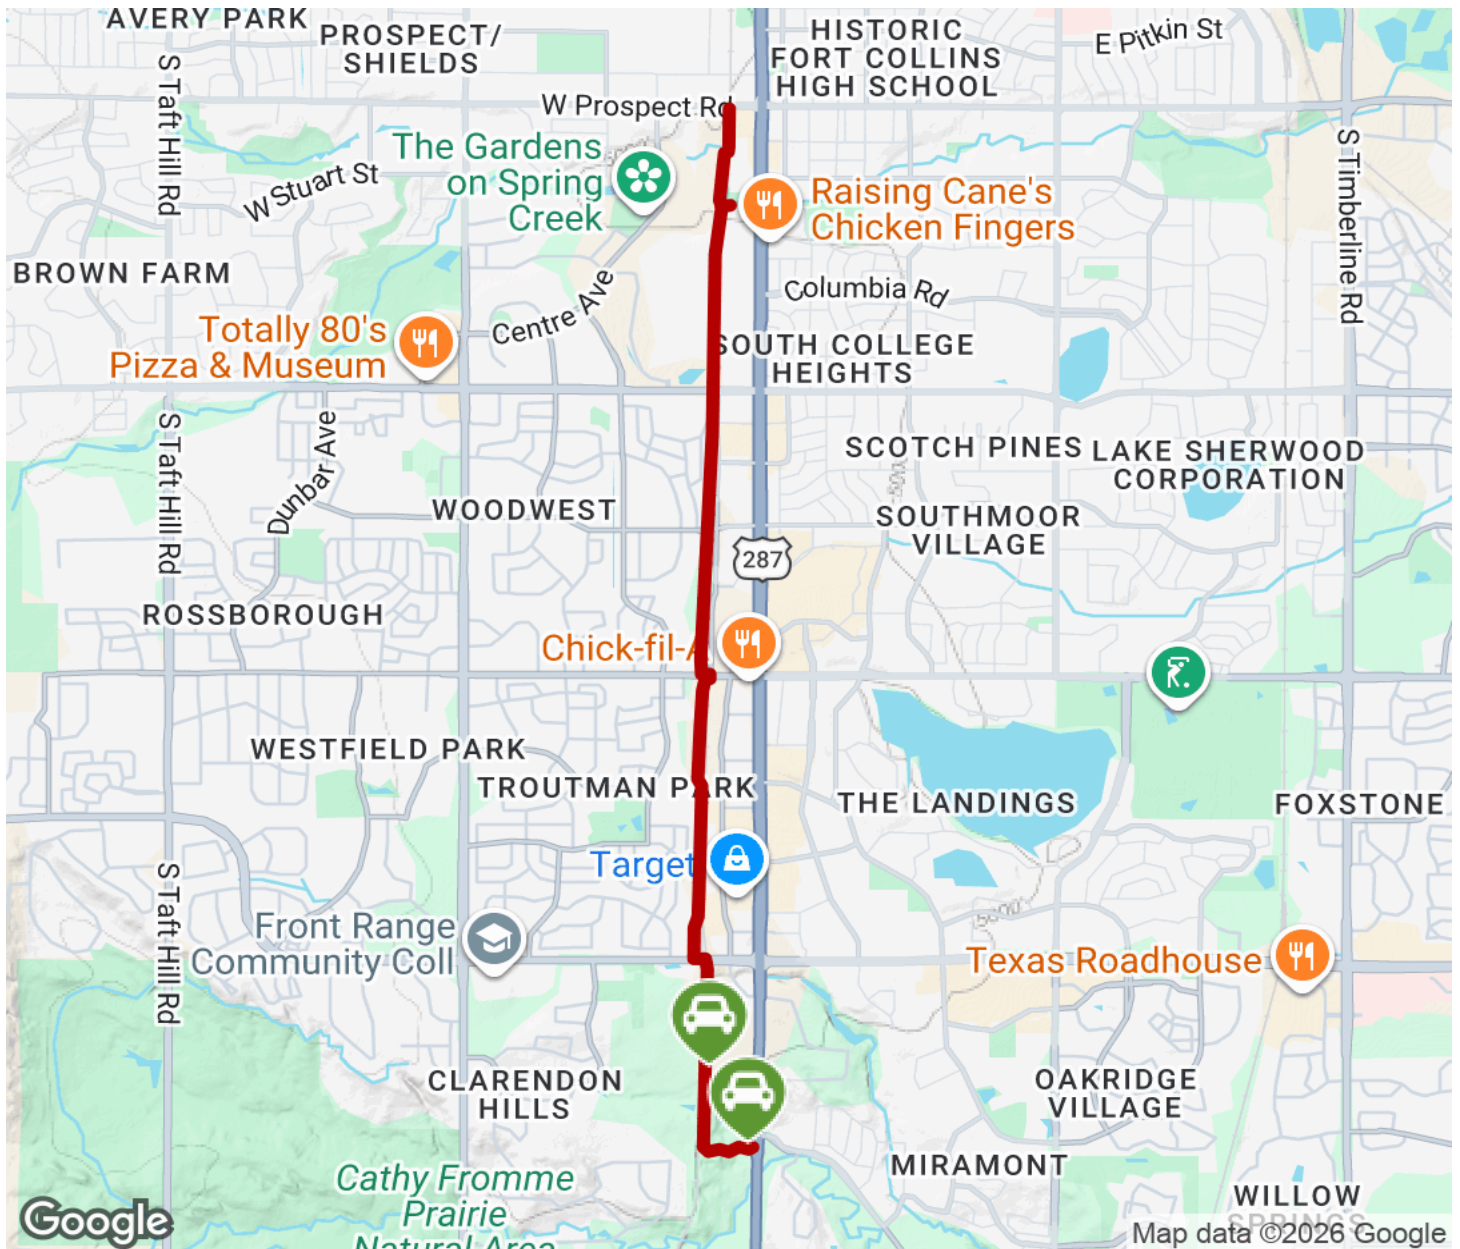 AVERY PARK
PROSPECT/
SHIELDS
HISTORIC
FORT COLLINS
HIGH SCHOOL
E Pitkin St
S Taft Hill Rd
W Prospect Rd
The Gardens
on Spring
Creek
W Stuart St
Raising Cane's
Chicken Fingers
S Timberline Rd
BROWN FARM
Centre Ave
Columbia Rd
Totally 80's
Pizza & Museum
SOUTH COLLEGE
HEIGHTS
S Taft Hill Rd
Dunbar Ave
SCOTCH PINES
LAKE SHERWOOD
CORPORATION
WOODWEST
SOUTHMOOR
VILLAGE
287
ROSSBOROUGH
Chick-fil-A
WESTFIELD PARK
TROUTMAN PARK
THE LANDINGS
FOXSTONE
Target
S Taft Hill Rd
Front Range
Community Coll
Texas Roadhouse
CLARENDON
HILLS
OAKRIDGE
VILLAGE
MIRAMONT
Cathy Fromme
Prairie
Natural Area
WILLOW
SPRINGS
Google
Map data ©2026 Google